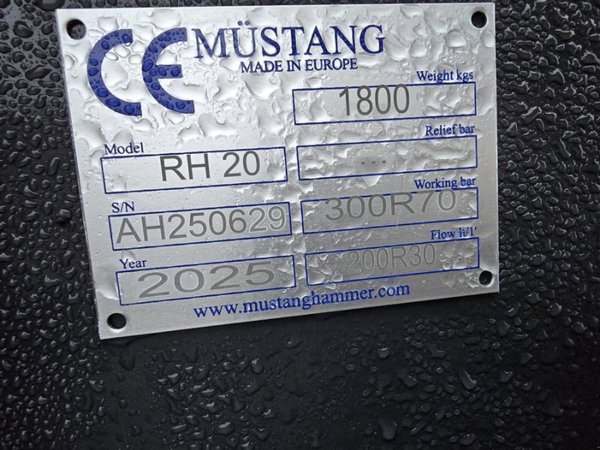 CE MÜSTANG
MADE IN EUROPE
Weight kgs
1800
Model
RH 20
Relief bar
---
S/N
AH250629
Working bar
300R70
Year
2025
Flow lt/1'
200R30
www.mustanghammer.com